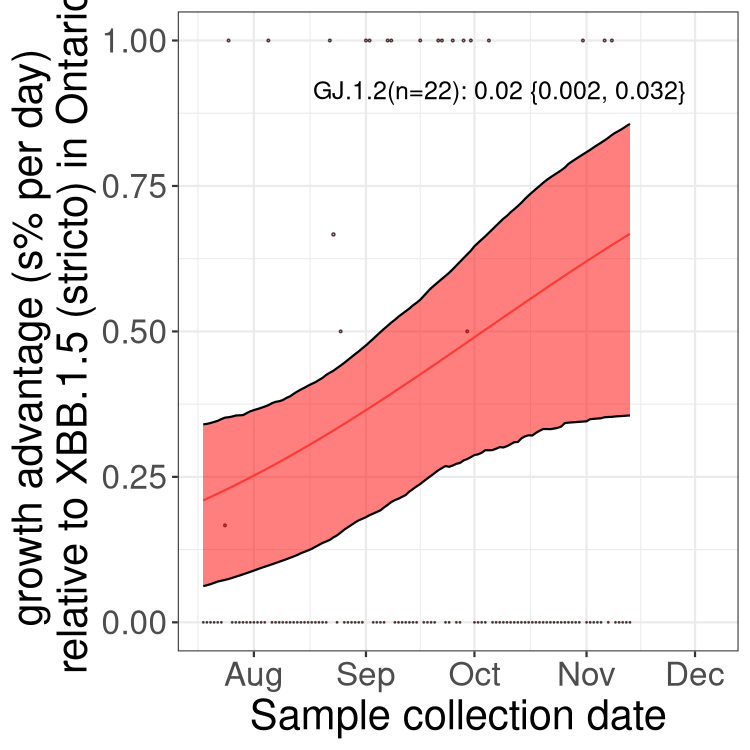 growth advantage (s% per day)
relative to XBB.1.5 (stricto) in Ontario
1.00
0.75
0.50
0.25
0.00
GJ.1.2(n=22): 0.02 {0.002, 0.032}
Aug Sep Oct Nov Dec
Sample collection date